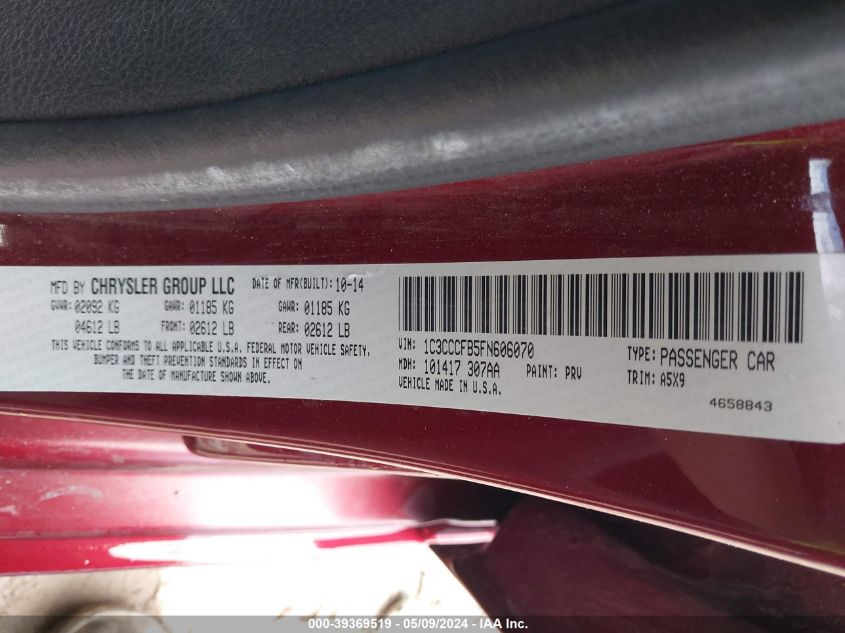 MFD BY CHRYSLER GROUP LLC DATE OF MFR(BUILT): 10-14
GVWR: 02092 KG GAWR: 01185 KG GAWR: 01185 KG
04612 LB FRONT: 02612 LB REAR: 02612 LB
THIS VEHICLE CONFORMS TO ALL APPLICABLE U.S.A. FEDERAL MOTOR VEHICLE SAFETY,
BUMPER AND THEFT PREVENTION STANDARDS IN EFFECT ON
THE DATE OF MANUFACTURE SHOWN ABOVE.
VIN: 1C3CCCFB5FN606070 TYPE: PASSENGER CAR
MDH: 101417 307AA PAINT: PRV TRIM: A5X9
VEHICLE MADE IN U.S.A.
4658843
000-39369519 - 05/09/2024 - IAA Inc.